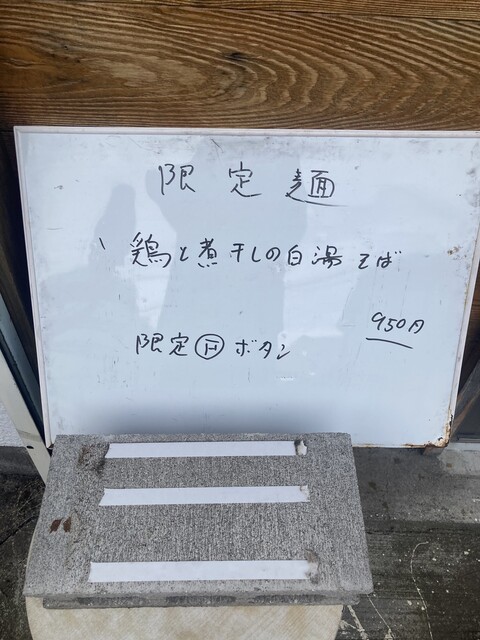 限定麺
鶏と煮干しの白湯そば
950円
限定㊐ボタン